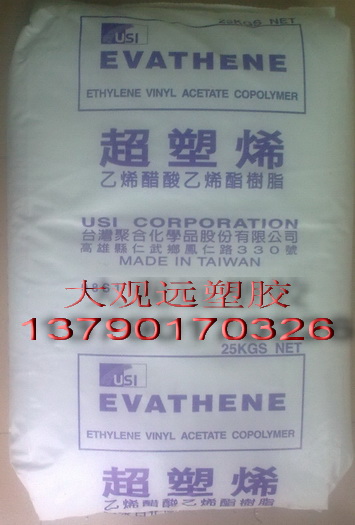 25KGS NET
USI
EVATHENE
ETHYLENE VINYL ACETATE COPOLYMER
超塑烯
乙烯醋酸乙烯酯樹脂
USI CORPORATION
台灣聚合化學品股份有限公司
高雄縣仁武鄉鳳仁路330號
MADE IN TAIWAN
大观远塑胶
13790170326
25KGS NET
USI
EVATHENE
ETHYLENE VINYL ACETATE COPOLYMER
超塑烯
乙烯醋酸乙烯酯樹脂